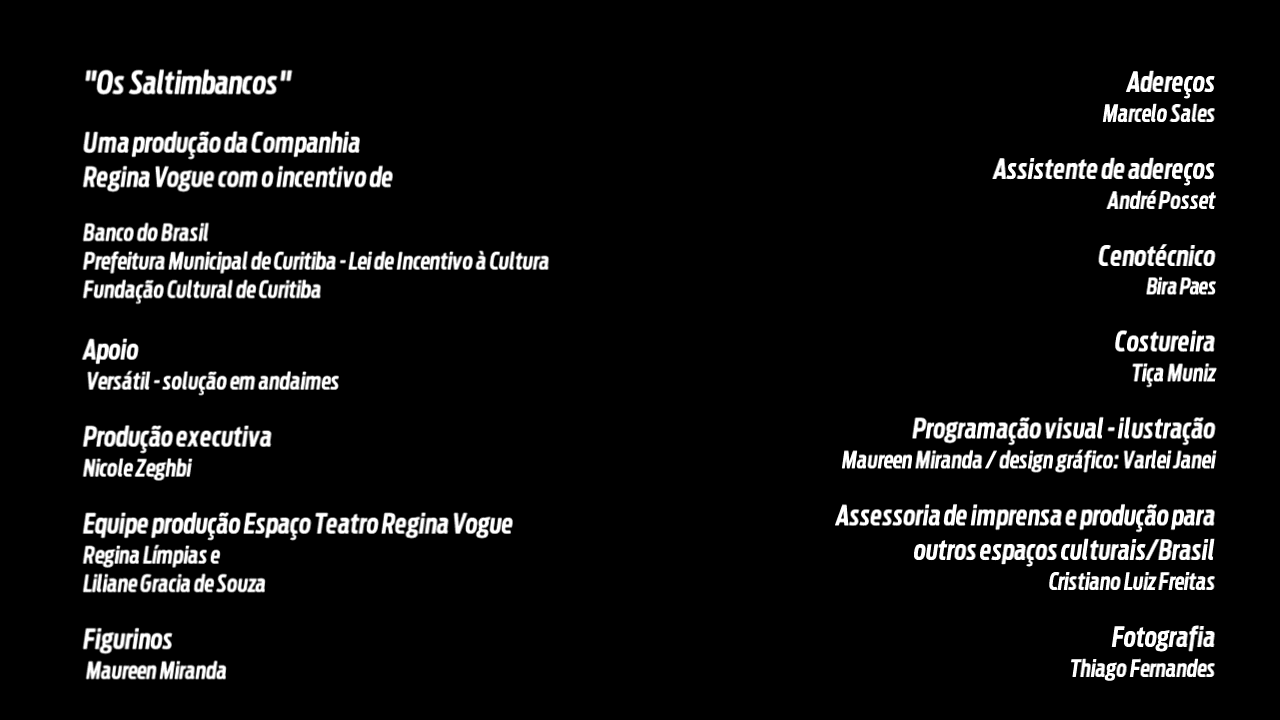 "Os Saltimbancos"
Uma produção da Companhia
Regina Vogue com o incentivo de
Banco do Brasil
Prefeitura Municipal de Curitiba - Lei de Incentivo à Cultura
Fundação Cultural de Curitiba
Apoio
Versátil - solução em andaimes
Produção executiva
Nicole Zeghbi
Equipe produção Espaço Teatro Regina Vogue
Regina Límpias e
Liliane Gracia de Souza
Figurinos
Maureen Miranda
Adereços
Marcelo Sales
Assistente de adereços
André Posset
Cenotécnico
Bira Paes
Costureira
Tiça Muniz
Programação visual - ilustração
Maureen Miranda / design gráfico: Varlei Janei
Assessoria de imprensa e produção para
outros espaços culturais/Brasil
Cristiano Luiz Freitas
Fotografia
Thiago Fernandes